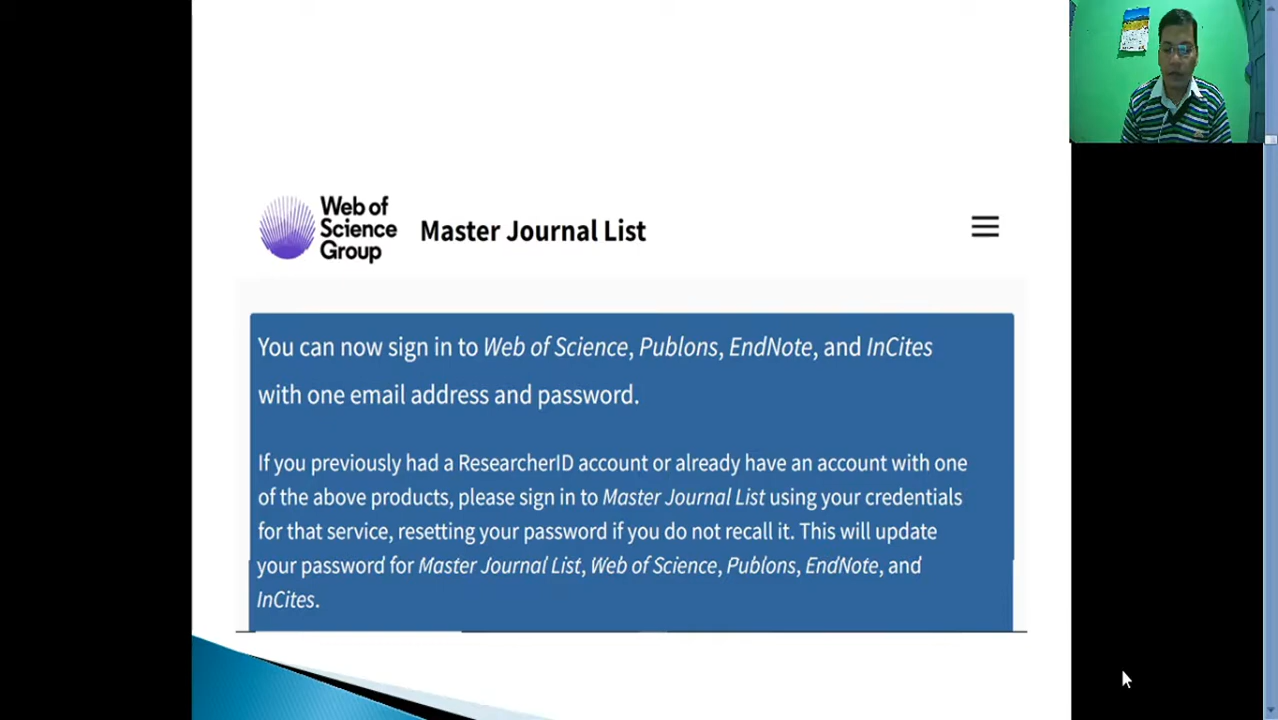 Web of
Science
Group
Master Journal List
You can now sign in to Web of Science, Publons, EndNote, and InCites
with one email address and password.
If you previously had a ResearcherID account or already have an account with one
of the above products, please sign in to Master Journal List using your credentials
for that service, resetting your password if you do not recall it. This will update
your password for Master Journal List, Web of Science, Publons, EndNote, and
InCites.